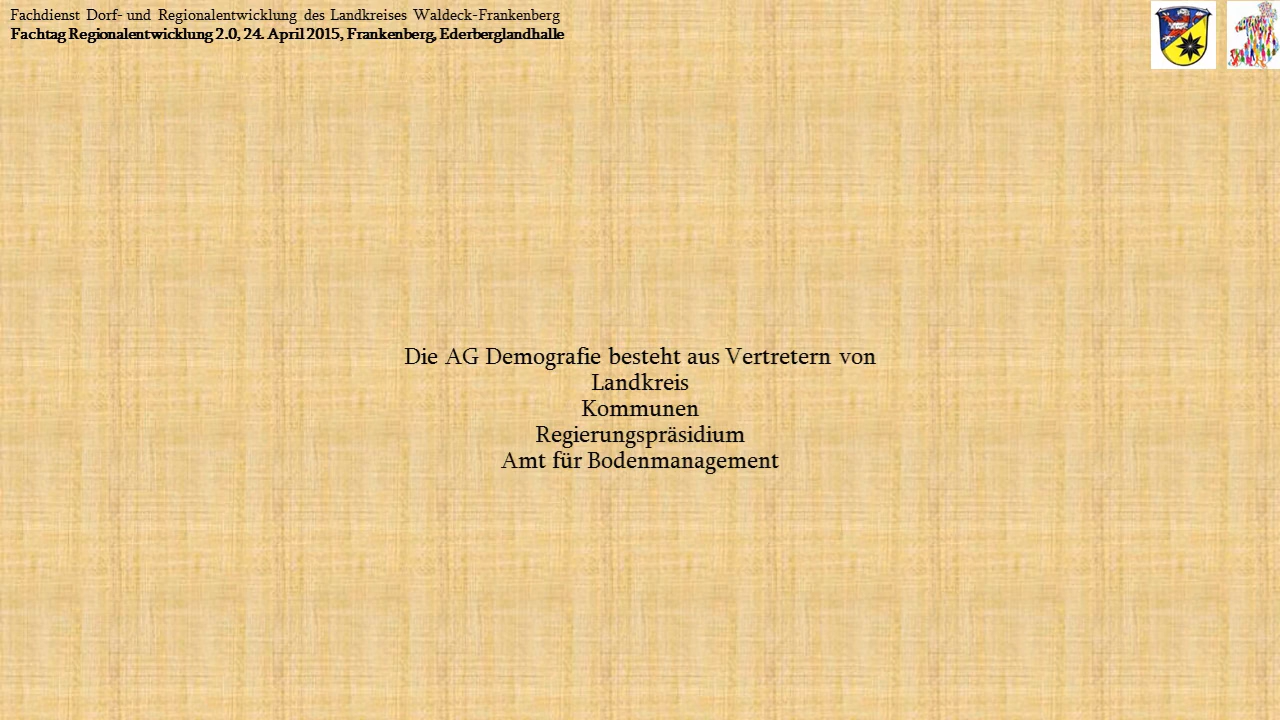 Fachdienst Dorf- und Regionalentwicklung des Landkreises Waldeck-Frankenberg
Fachtag Regionalentwicklung 2.0, 24. April 2015, Frankenberg, Ederberglandhalle
Die AG Demografie besteht aus Vertretern von
Landkreis
Kommunen
Regierungspräsidium
Amt für Bodenmanagement